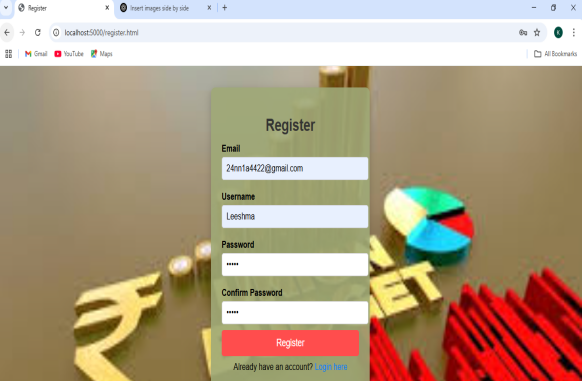 Register
Insert images side by side
localhost:5000/register.html
Gmail
YouTube
Maps
All Bookmarks
Register
Email
24nn1a4422@gmail.com
Username
Leeshma
Password
•••••
Confirm Password
•••••
Register
Already have an account? Login here
ET